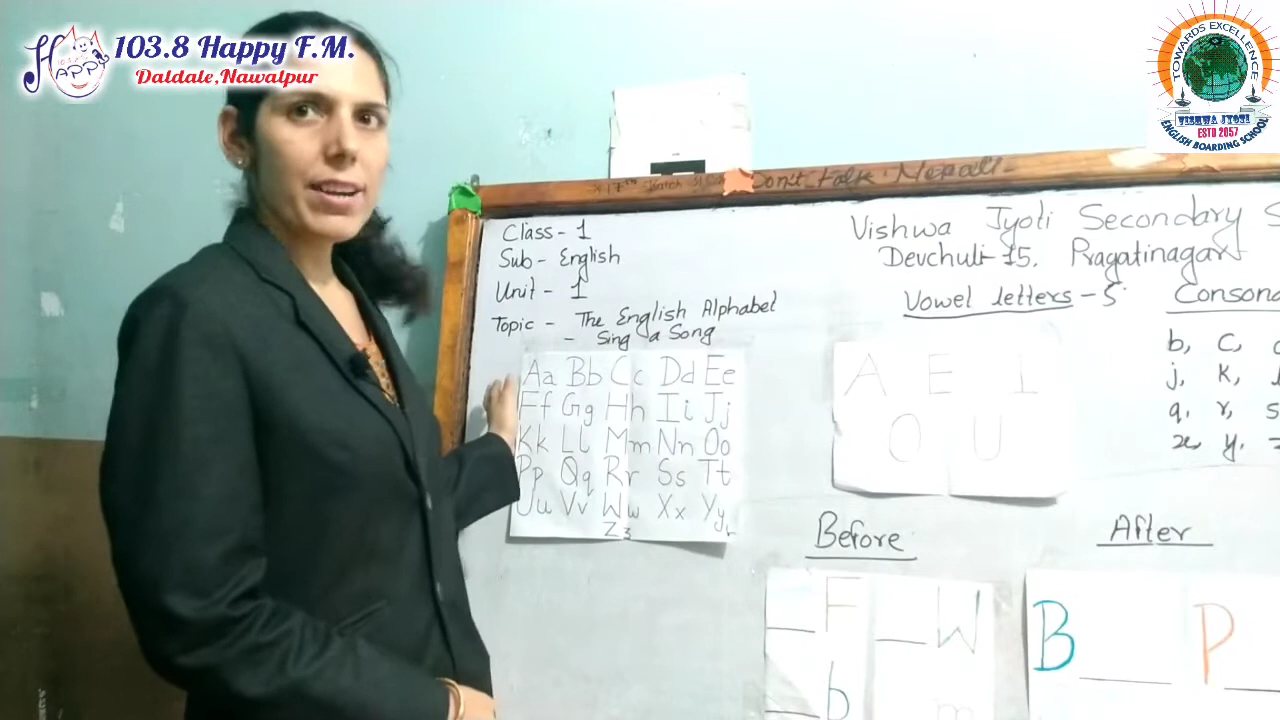 103.8 Happy F.M.
Daldale,Nawalpur
HAPPY
TOWARDS EXCELLENCE
VISHWA JYOTI
ESTD 2057
ENGLISH BOARDING SCHOOL
Don't talk Nepali
Class - 1
Sub - English
Unit - 1
Topic - The English Alphabet
- Sing a Song
Aa Bb Cc Dd Ee
Ff Gg Hh Ii Jj
Kk Ll Mm Nn Oo
Pp Qq Rr Ss Tt
Uu Vv Ww Xx Yy
Zz
Vishwa Jyoti Secondary S
Devchuli-15. Pragatinagar
Vowel letters - 5
A E I
O U
Consona
b, c,
j, k,
q, r, s
x, y, z
Before
_ F _ W
_ b m
After
B _ P _